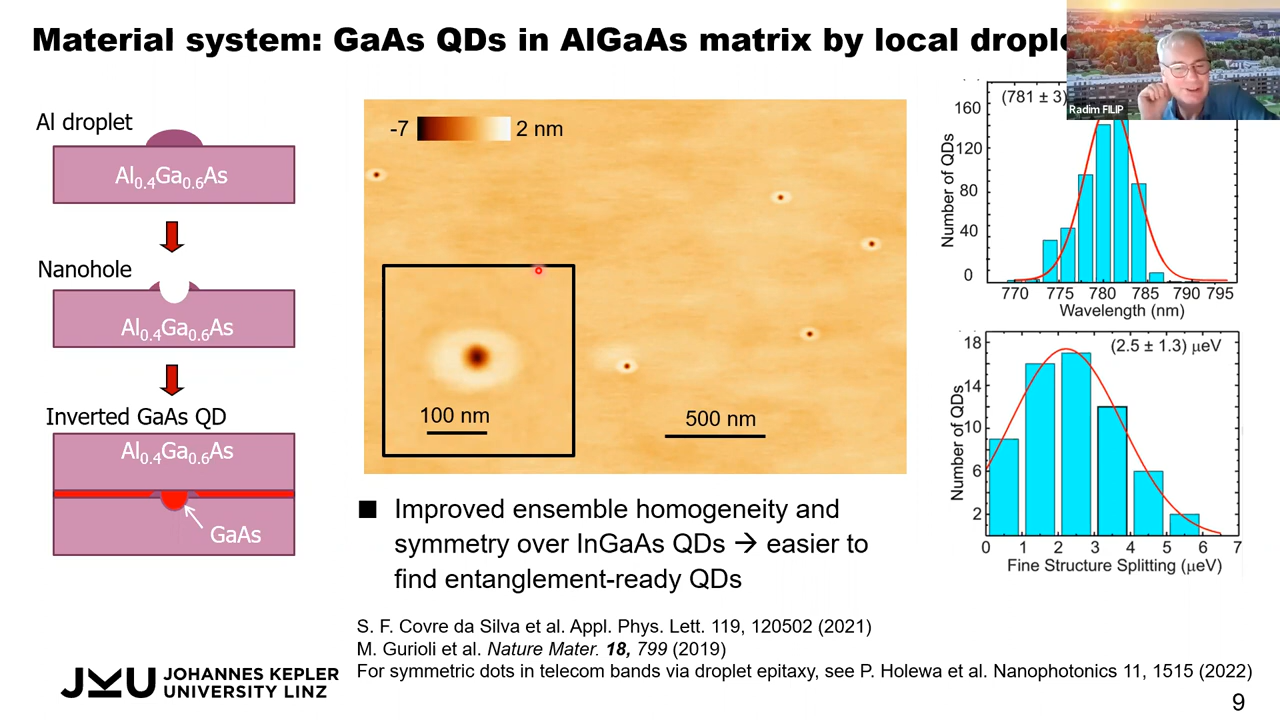 Material system: GaAs QDs in AlGaAs matrix by local
Radim FILIP
Al droplet
Al0.4Ga0.6As
Nanohole
Al0.4Ga0.6As
Inverted GaAs QD
Al0.4Ga0.6As
GaAs
-7 2 nm
100 nm
500 nm
(781 ± 3)
160
120
80
40
0
Number of QDs
770 775 780 785 790 795
Wavelength (nm)
(2.5 ± 1.3) µeV
18
14
10
6
2
Number of QDs
0 1 2 3 4 5 6 7
Fine Structure Splitting (µeV)
■ Improved ensemble homogeneity and
symmetry over InGaAs QDs → easier to
find entanglement-ready QDs
S. F. Covre da Silva et al. Appl. Phys. Lett. 119, 120502 (2021)
M. Gurioli et al. Nature Mater. 18, 799 (2019)
For symmetric dots in telecom bands via droplet epitaxy, see P. Holewa et al. Nanophotonics 11, 1515 (2022)
JKU JOHANNES KEPLER
UNIVERSITY LINZ
9